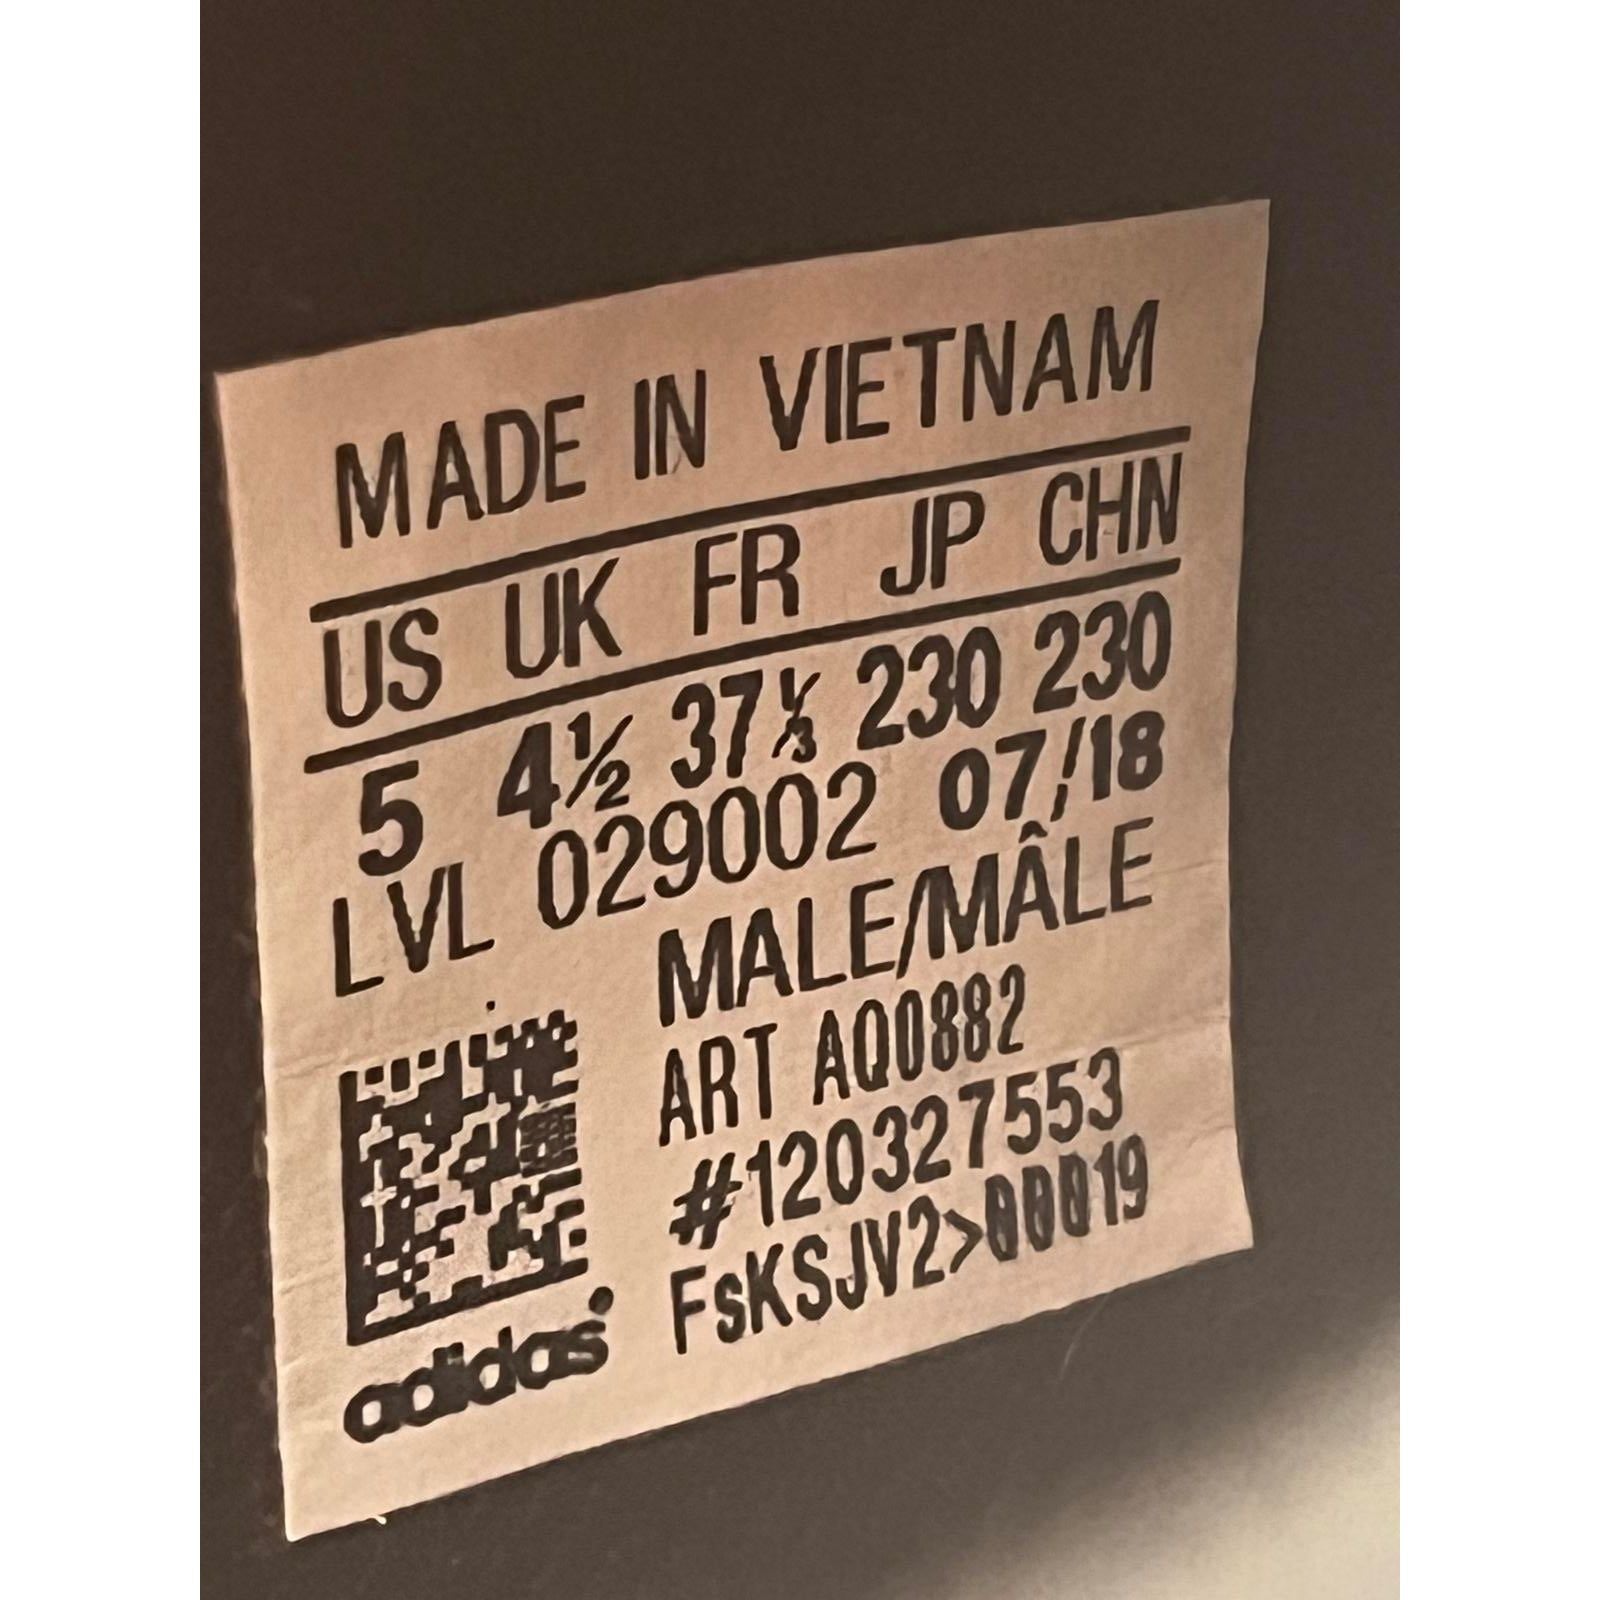 MADE IN VIETNAM
US UK FR JP CHN
5 4½ 37⅓ 230 230
LVL 029002 07/18
MALE/MÂLE
ART AQ0882
#120327553
FsKSJV2>00019
adidas